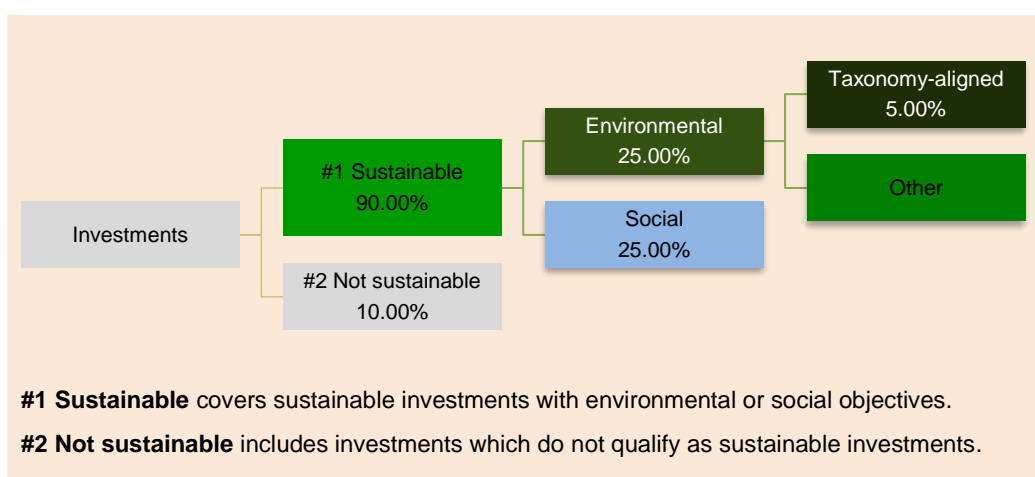 Taxonomy-aligned
5.00%
Environmental
25.00%
#1 Sustainable
90.00%
Other
Investments
Social
25.00%
#2 Not sustainable
10.00%
#1 Sustainable covers sustainable investments with environmental or social objectives.
#2 Not sustainable includes investments which do not qualify as sustainable investments.